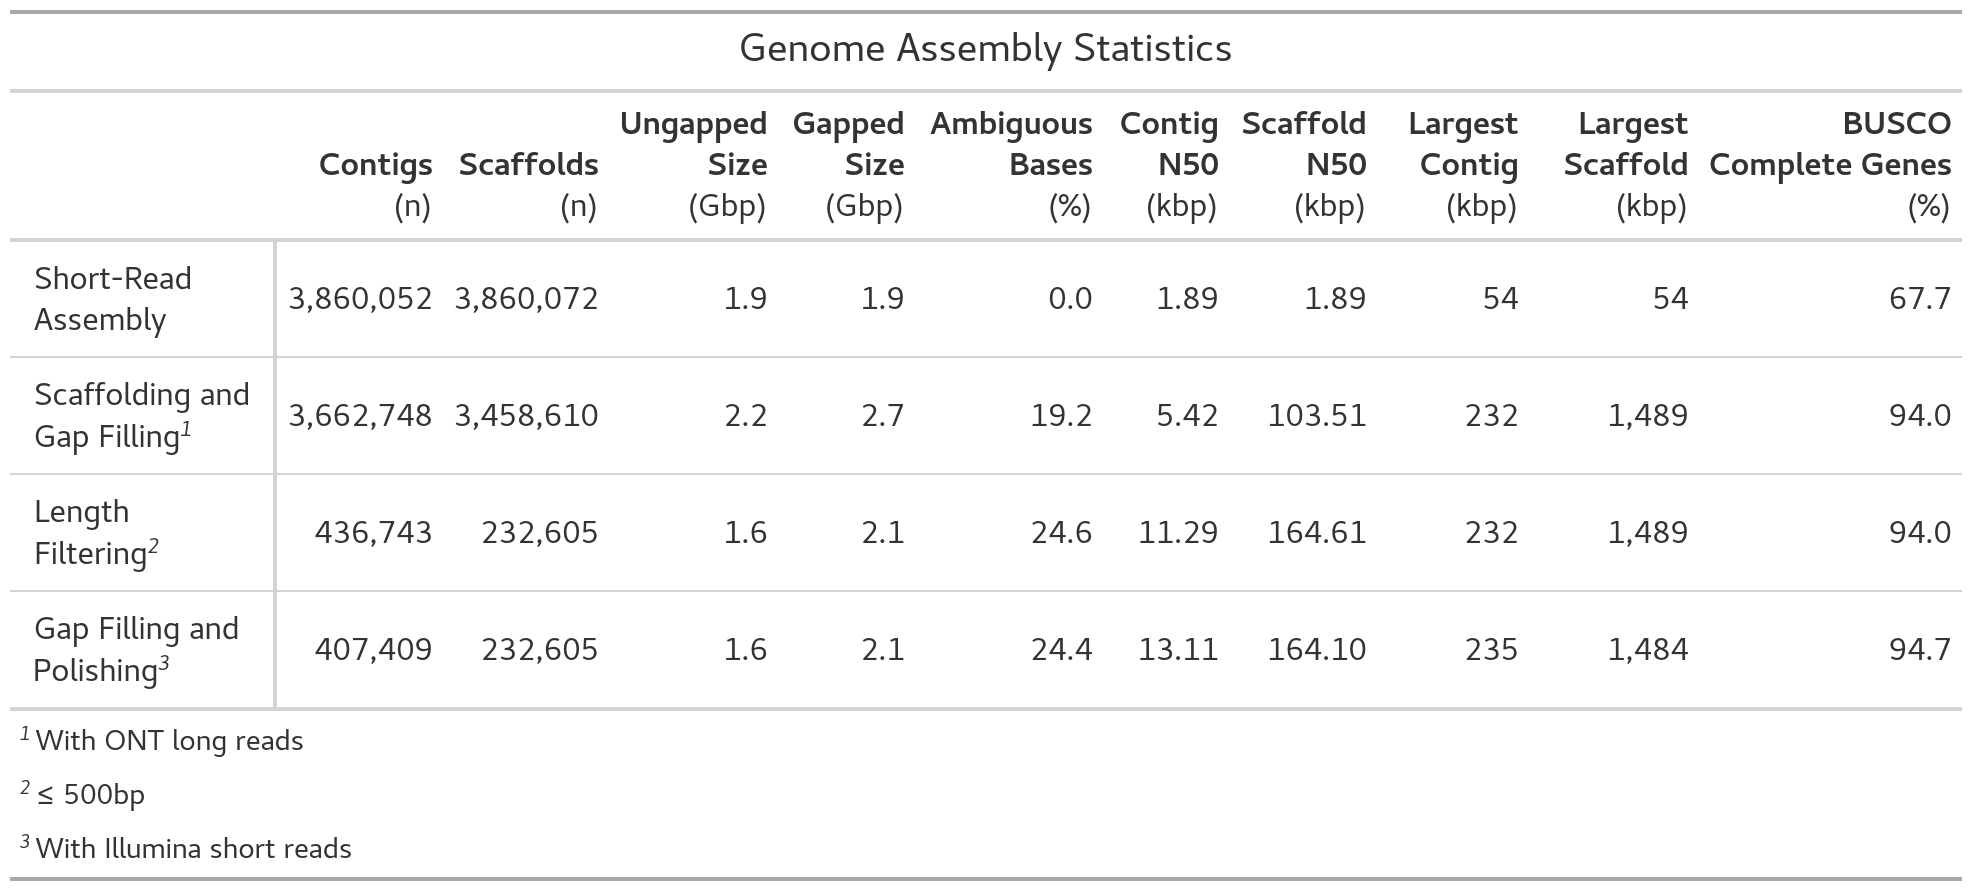 Genome Assembly Statistics
Contigs (n) Scaffolds (n) Ungapped Size (Gbp) Gapped Size (Gbp) Ambiguous Bases (%) Contig N50 (kbp) Scaffold N50 (kbp) Largest Contig (kbp) Largest Scaffold (kbp) BUSCO Complete Genes (%)
Short-Read Assembly 3,860,052 3,860,072 1.9 1.9 0.0 1.89 1.89 54 54 67.7
Scaffolding and Gap Filling¹ 3,662,748 3,458,610 2.2 2.7 19.2 5.42 103.51 232 1,489 94.0
Length Filtering² 436,743 232,605 1.6 2.1 24.6 11.29 164.61 232 1,489 94.0
Gap Filling and Polishing³ 407,409 232,605 1.6 2.1 24.4 13.11 164.10 235 1,484 94.7
¹ With ONT long reads
² ≤ 500bp
³ With Illumina short reads